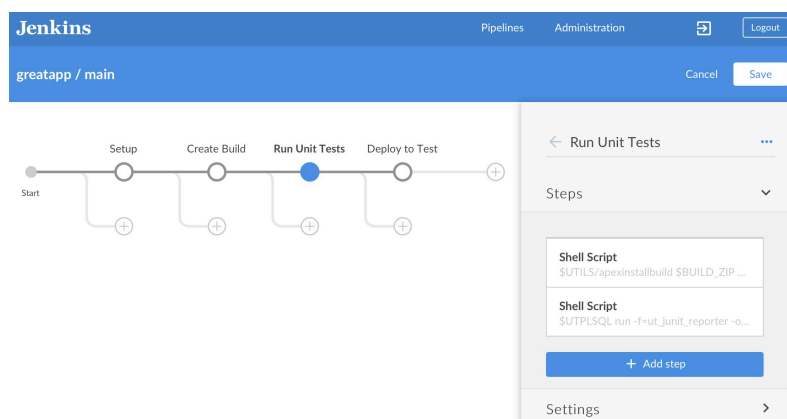 Jenkins
Pipelines Administration Logout
greatapp / main
Cancel Save
Setup Create Build Run Unit Tests Deploy to Test
Start
Run Unit Tests
Steps
Shell Script
$UTILS/apexinstallbuild $BUILD_ZIP ...
Shell Script
$UTPLSQL run -f=ut_junit_reporter -o...
+ Add step
Settings